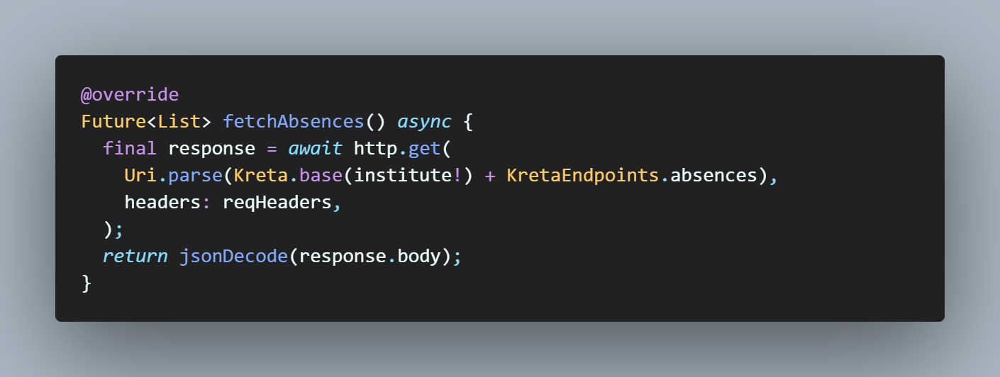 @override
Future<List> fetchAbsences() async {
  final response = await http.get(
    Uri.parse(Kreta.base(institute!) + KretaEndpoints.absences),
    headers: reqHeaders,
  );
  return jsonDecode(response.body);
}